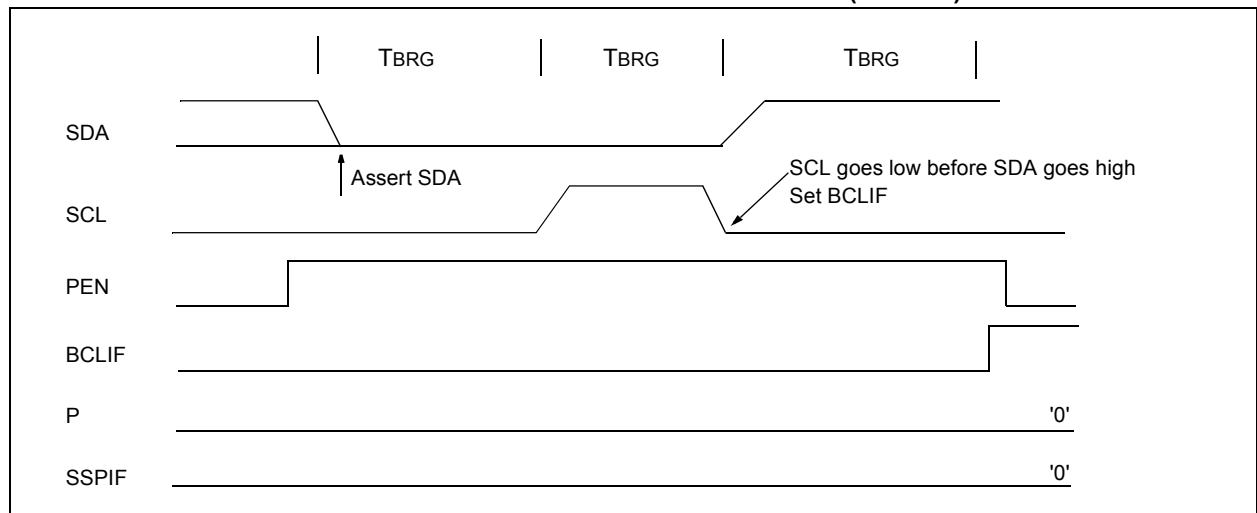 TBRG TBRG TBRG
SDA
Assert SDA
SCL goes low before SDA goes high
Set BCLIF
SCL
PEN
BCLIF
P '0'
SSPIF '0'